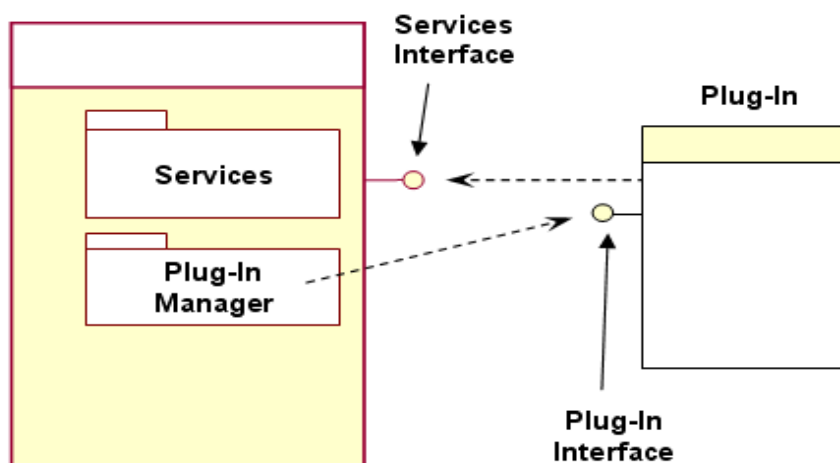 Services
Interface
Plug-In
Services
Plug-In
Manager
Plug-In
Interface